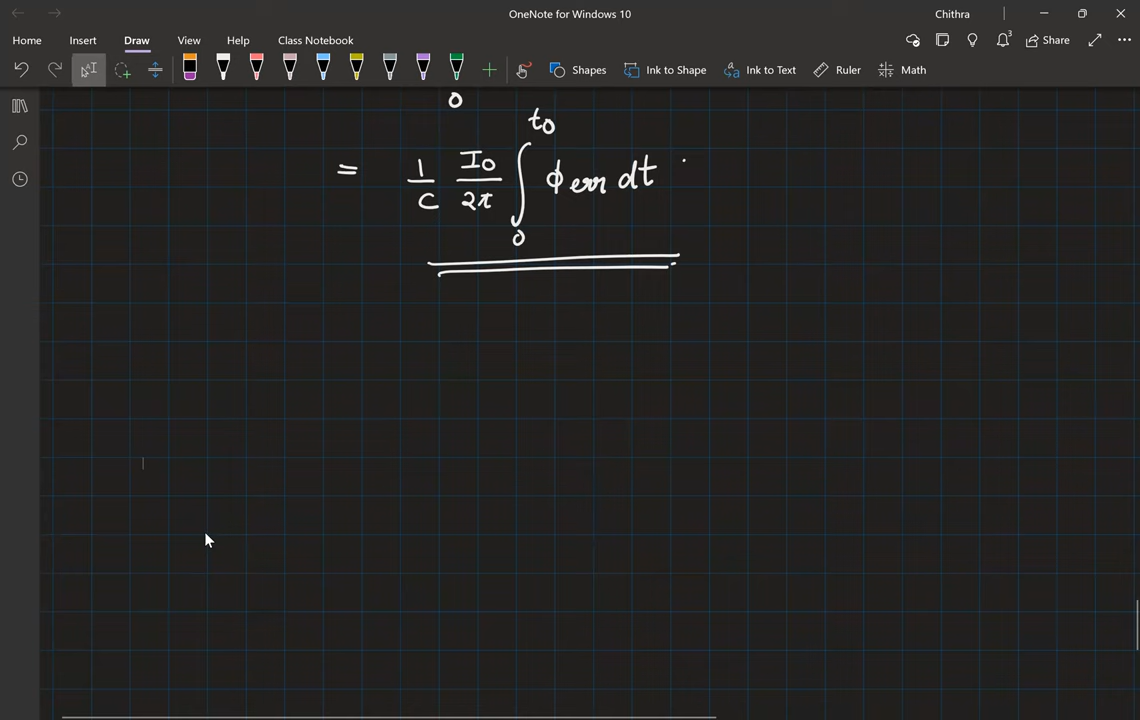 OneNote for Windows 10
Chithra
Home Insert Draw View Help Class Notebook
3 Share
Shapes Ink to Shape Ink to Text Ruler Math
0
t0
= 1/C I0/2π ∫ ϕerr dt
0